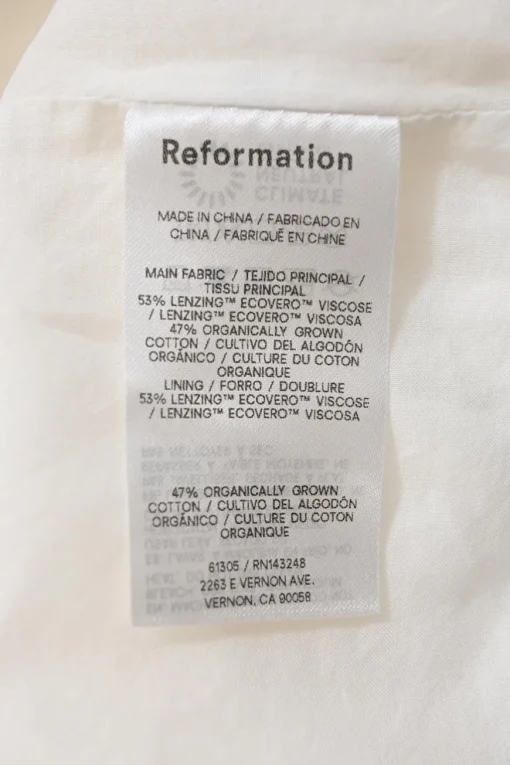 Reformation
MADE IN CHINA / FABRICADO EN
CHINA / FABRIQUÉ EN CHINE
MAIN FABRIC / TEJIDO PRINCIPAL /
TISSU PRINCIPAL
53% LENZING™ ECOVERO™ VISCOSE
/ LENZING™ ECOVERO™ VISCOSA
47% ORGANICALLY GROWN
COTTON / CULTIVO DEL ALGODÓN
ORGÁNICO / CULTURE DU COTON
ORGANIQUE
LINING / FORRO / DOUBLURE
53% LENZING™ ECOVERO™ VISCOSE
/ LENZING™ ECOVERO™ VISCOSA
47% ORGANICALLY GROWN
COTTON / CULTIVO DEL ALGODÓN
ORGÁNICO / CULTURE DU COTON
ORGANIQUE
61305 / RN143248
2263 E VERNON AVE.
VERNON, CA 90058